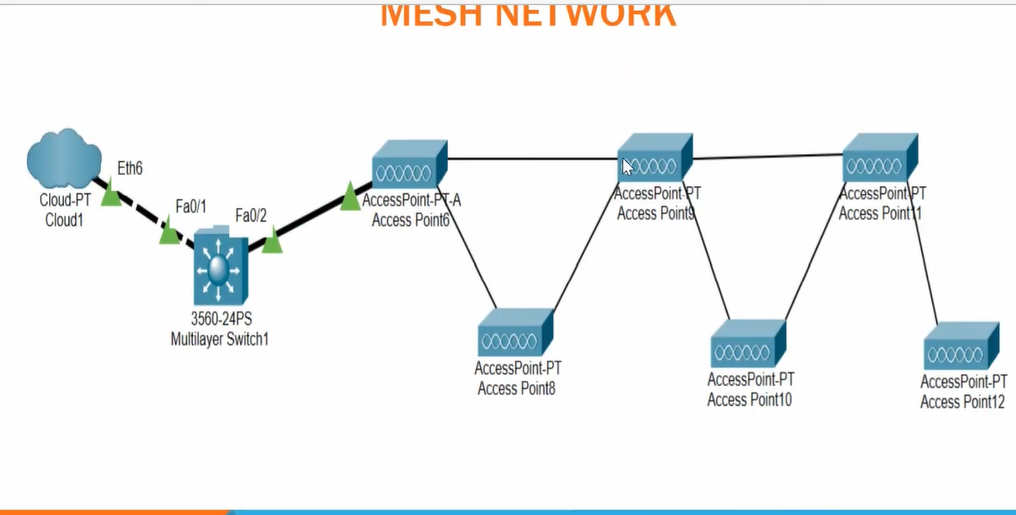 MESH NETWORK
Eth6
Cloud-PT
Cloud1
Fa0/1
Fa0/2
3560-24PS
Multilayer Switch1
AccessPoint-PT-A
Access Point6
AccessPoint-PT
Access Point8
AccessPoint-PT
Access Point9
AccessPoint-PT
Access Point10
AccessPoint-PT
Access Point11
AccessPoint-PT
Access Point12